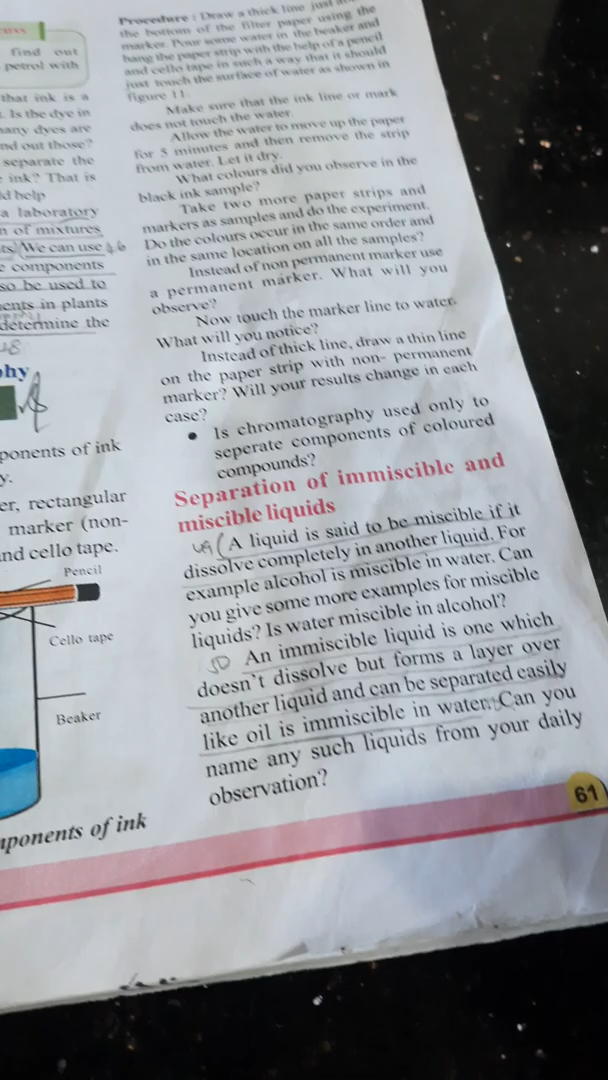 find out
petrol with
that ink is a
. Is the dye in
many dyes are
nd out those?
separate the
ink? That is
ld help
a laboratory
n of mixtures
ts. We can use 46
e components
so be used to
ents in plants
determine the
48
phy
ponents of ink
y.
er, rectangular
marker (non-
nd cello tape.
Pencil
Cello tape
Beaker
ponents of ink
Procedure : Draw a thick line just
the bottom of the filter paper using the
marker. Pour some water in the beaker and
hang the paper strip with the help of a pencil
and cello tape in such a way that it should
just touch the surface of water as shown in
figure 11.
Make sure that the ink line or mark
does not touch the water.
Allow the water to move up the paper
for 5 minutes and then remove the strip
from water. Let it dry.
What colours did you observe in the
black ink sample?
Take two more paper strips and
markers as samples and do the experiment.
Do the colours occur in the same order and
in the same location on all the samples?
Instead of non permanent marker use
a permanent marker. What will you
observe?
Now touch the marker line to water.
What will you notice?
Instead of thick line, draw a thin line
on the paper strip with non- permanent
marker? Will your results change in each
case?
• Is chromatography used only to
seperate components of coloured
compounds?
Separation of immiscible and
miscible liquids
49 (A liquid is said to be miscible if it
dissolve completely in another liquid. For
example alcohol is miscible in water. Can
you give some more examples for miscible
liquids? Is water miscible in alcohol?
50 An immiscible liquid is one which
doesn't dissolve but forms a layer over
another liquid and can be separated easily
like oil is immiscible in water. Can you
name any such liquids from your daily
observation?
61